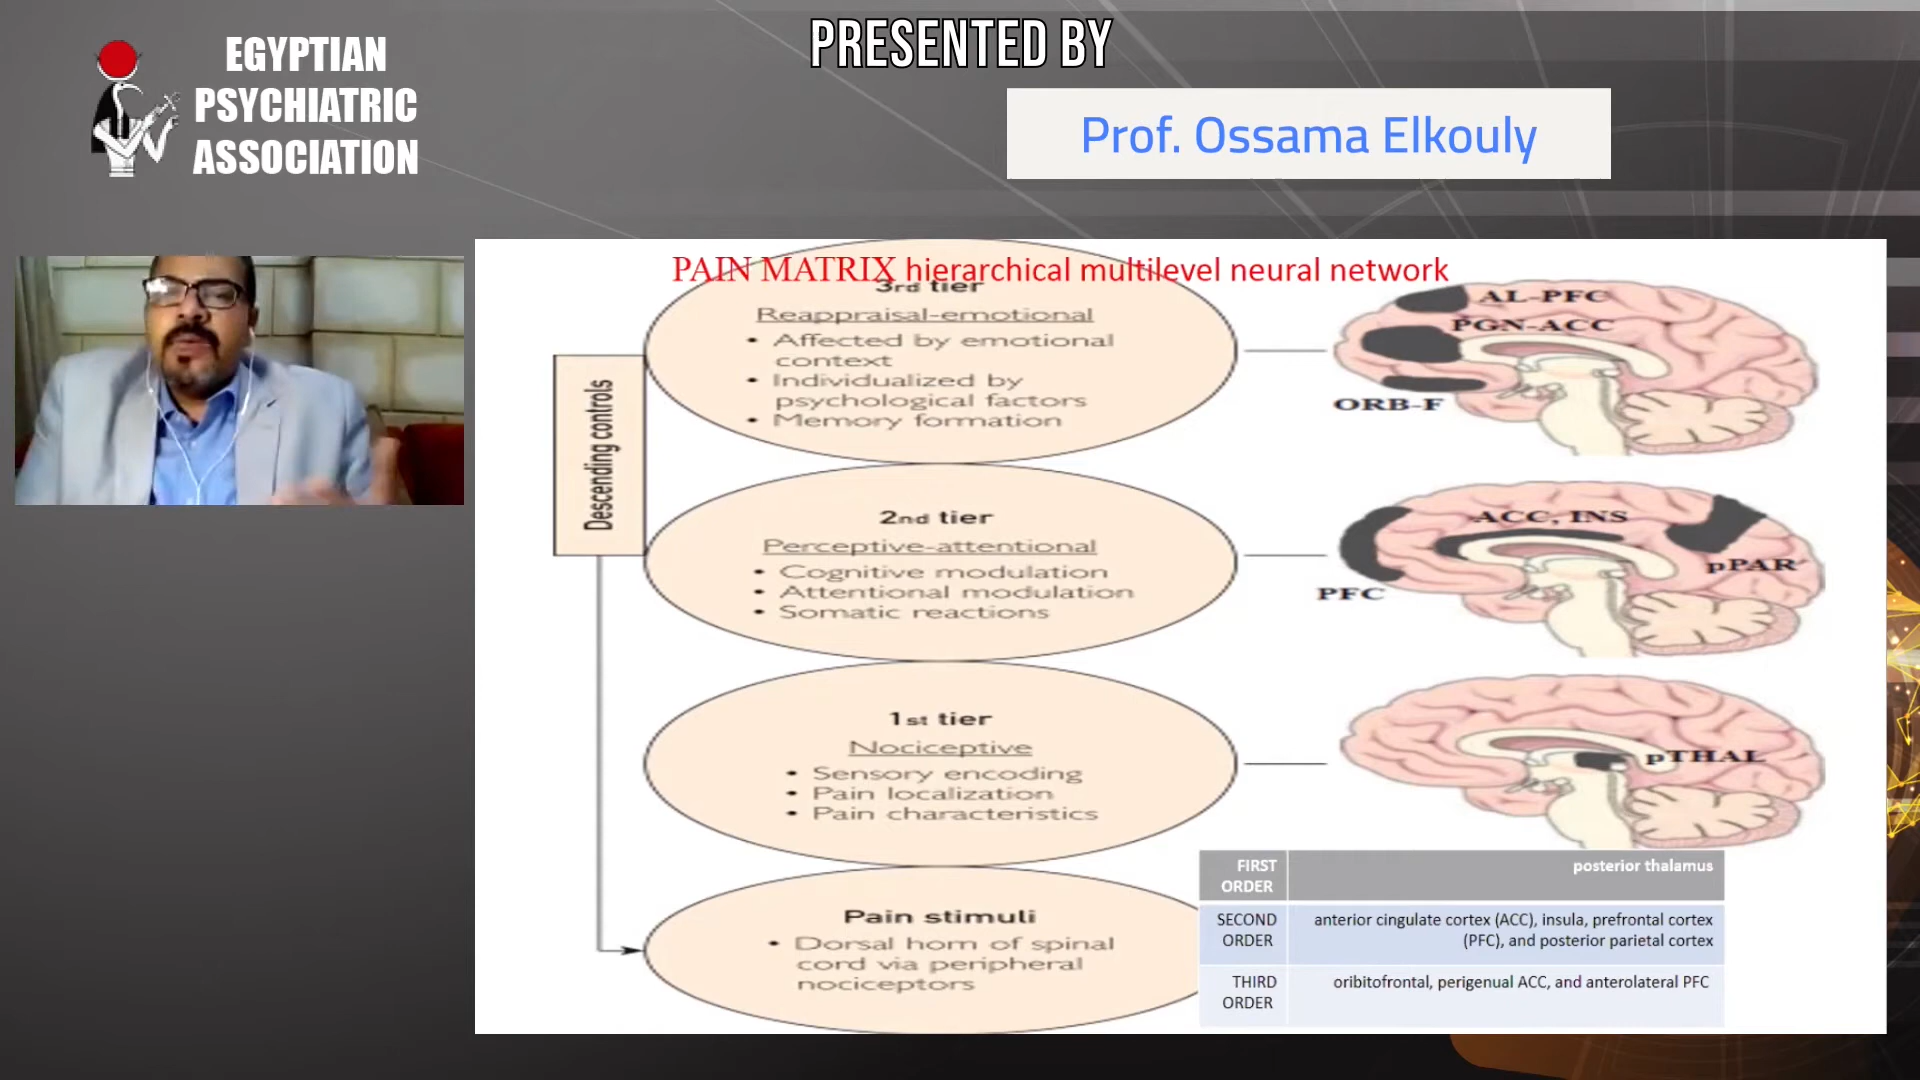 EGYPTIAN
PSYCHIATRIC
ASSOCIATION
PRESENTED BY
Prof. Ossama Elkouly
PAIN MATRIX hierarchical multilevel neural network
3rd tier
Reappraisal-emotional
• Affected by emotional
context
• Individualized by
psychological factors
• Memory formation
AL-PFC
PGN-ACC
ORB-F
Descending controls
2nd tier
Perceptive-attentional
• Cognitive modulation
• Attentional modulation
• Somatic reactions
ACC, INS
pPAR
PFC
1st tier
Nociceptive
• Sensory encoding
• Pain localization
• Pain characteristics
pTHAL
Pain stimuli
• Dorsal horn of spinal
cord via peripheral
nociceptors
FIRST
ORDER
posterior thalamus
SECOND
ORDER
anterior cingulate cortex (ACC), insula, prefrontal cortex
(PFC), and posterior parietal cortex
THIRD
ORDER
oribitofrontal, perigenual ACC, and anterolateral PFC